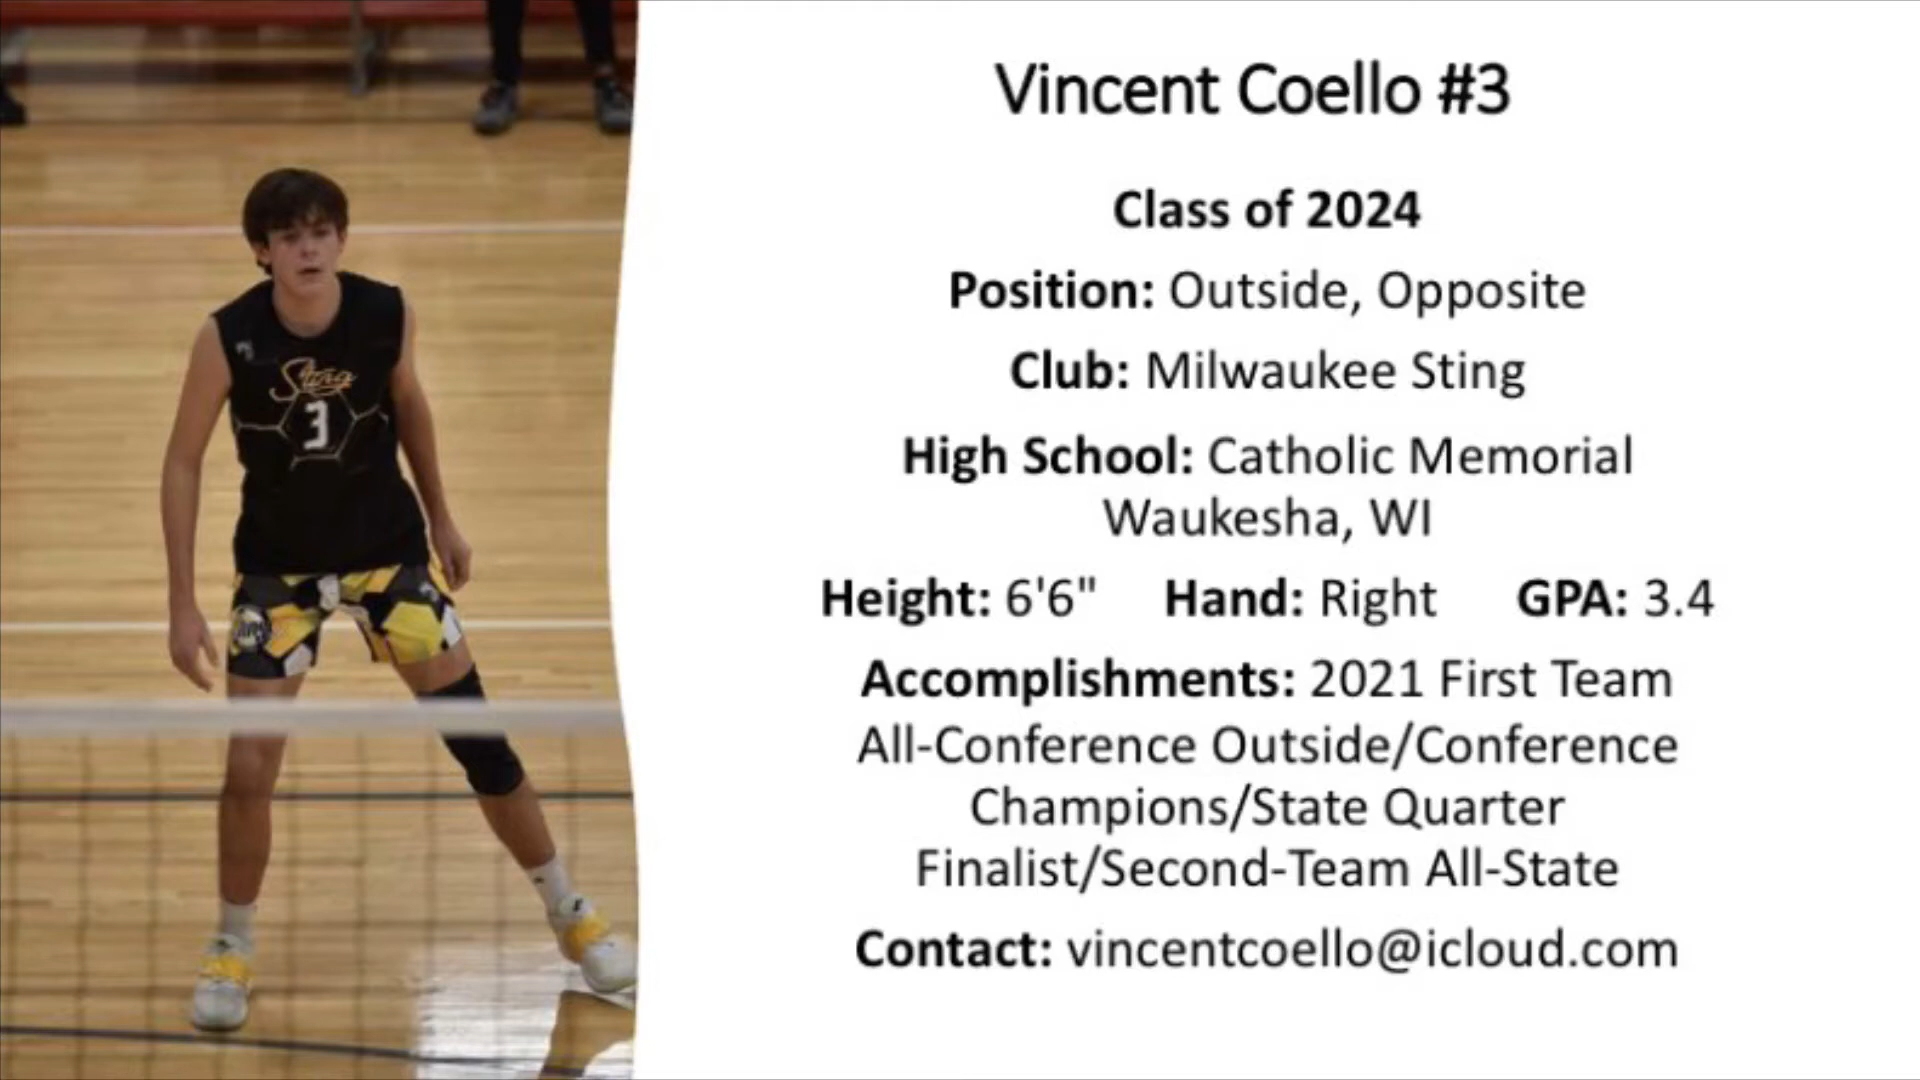 Vincent Coello #3
Class of 2024
Position: Outside, Opposite
Club: Milwaukee Sting
High School: Catholic Memorial
Waukesha, WI
Height: 6'6" Hand: Right GPA: 3.4
Accomplishments: 2021 First Team
All-Conference Outside/Conference
Champions/State Quarter
Finalist/Second-Team All-State
Contact: vincentcoello@icloud.com
Sting
3